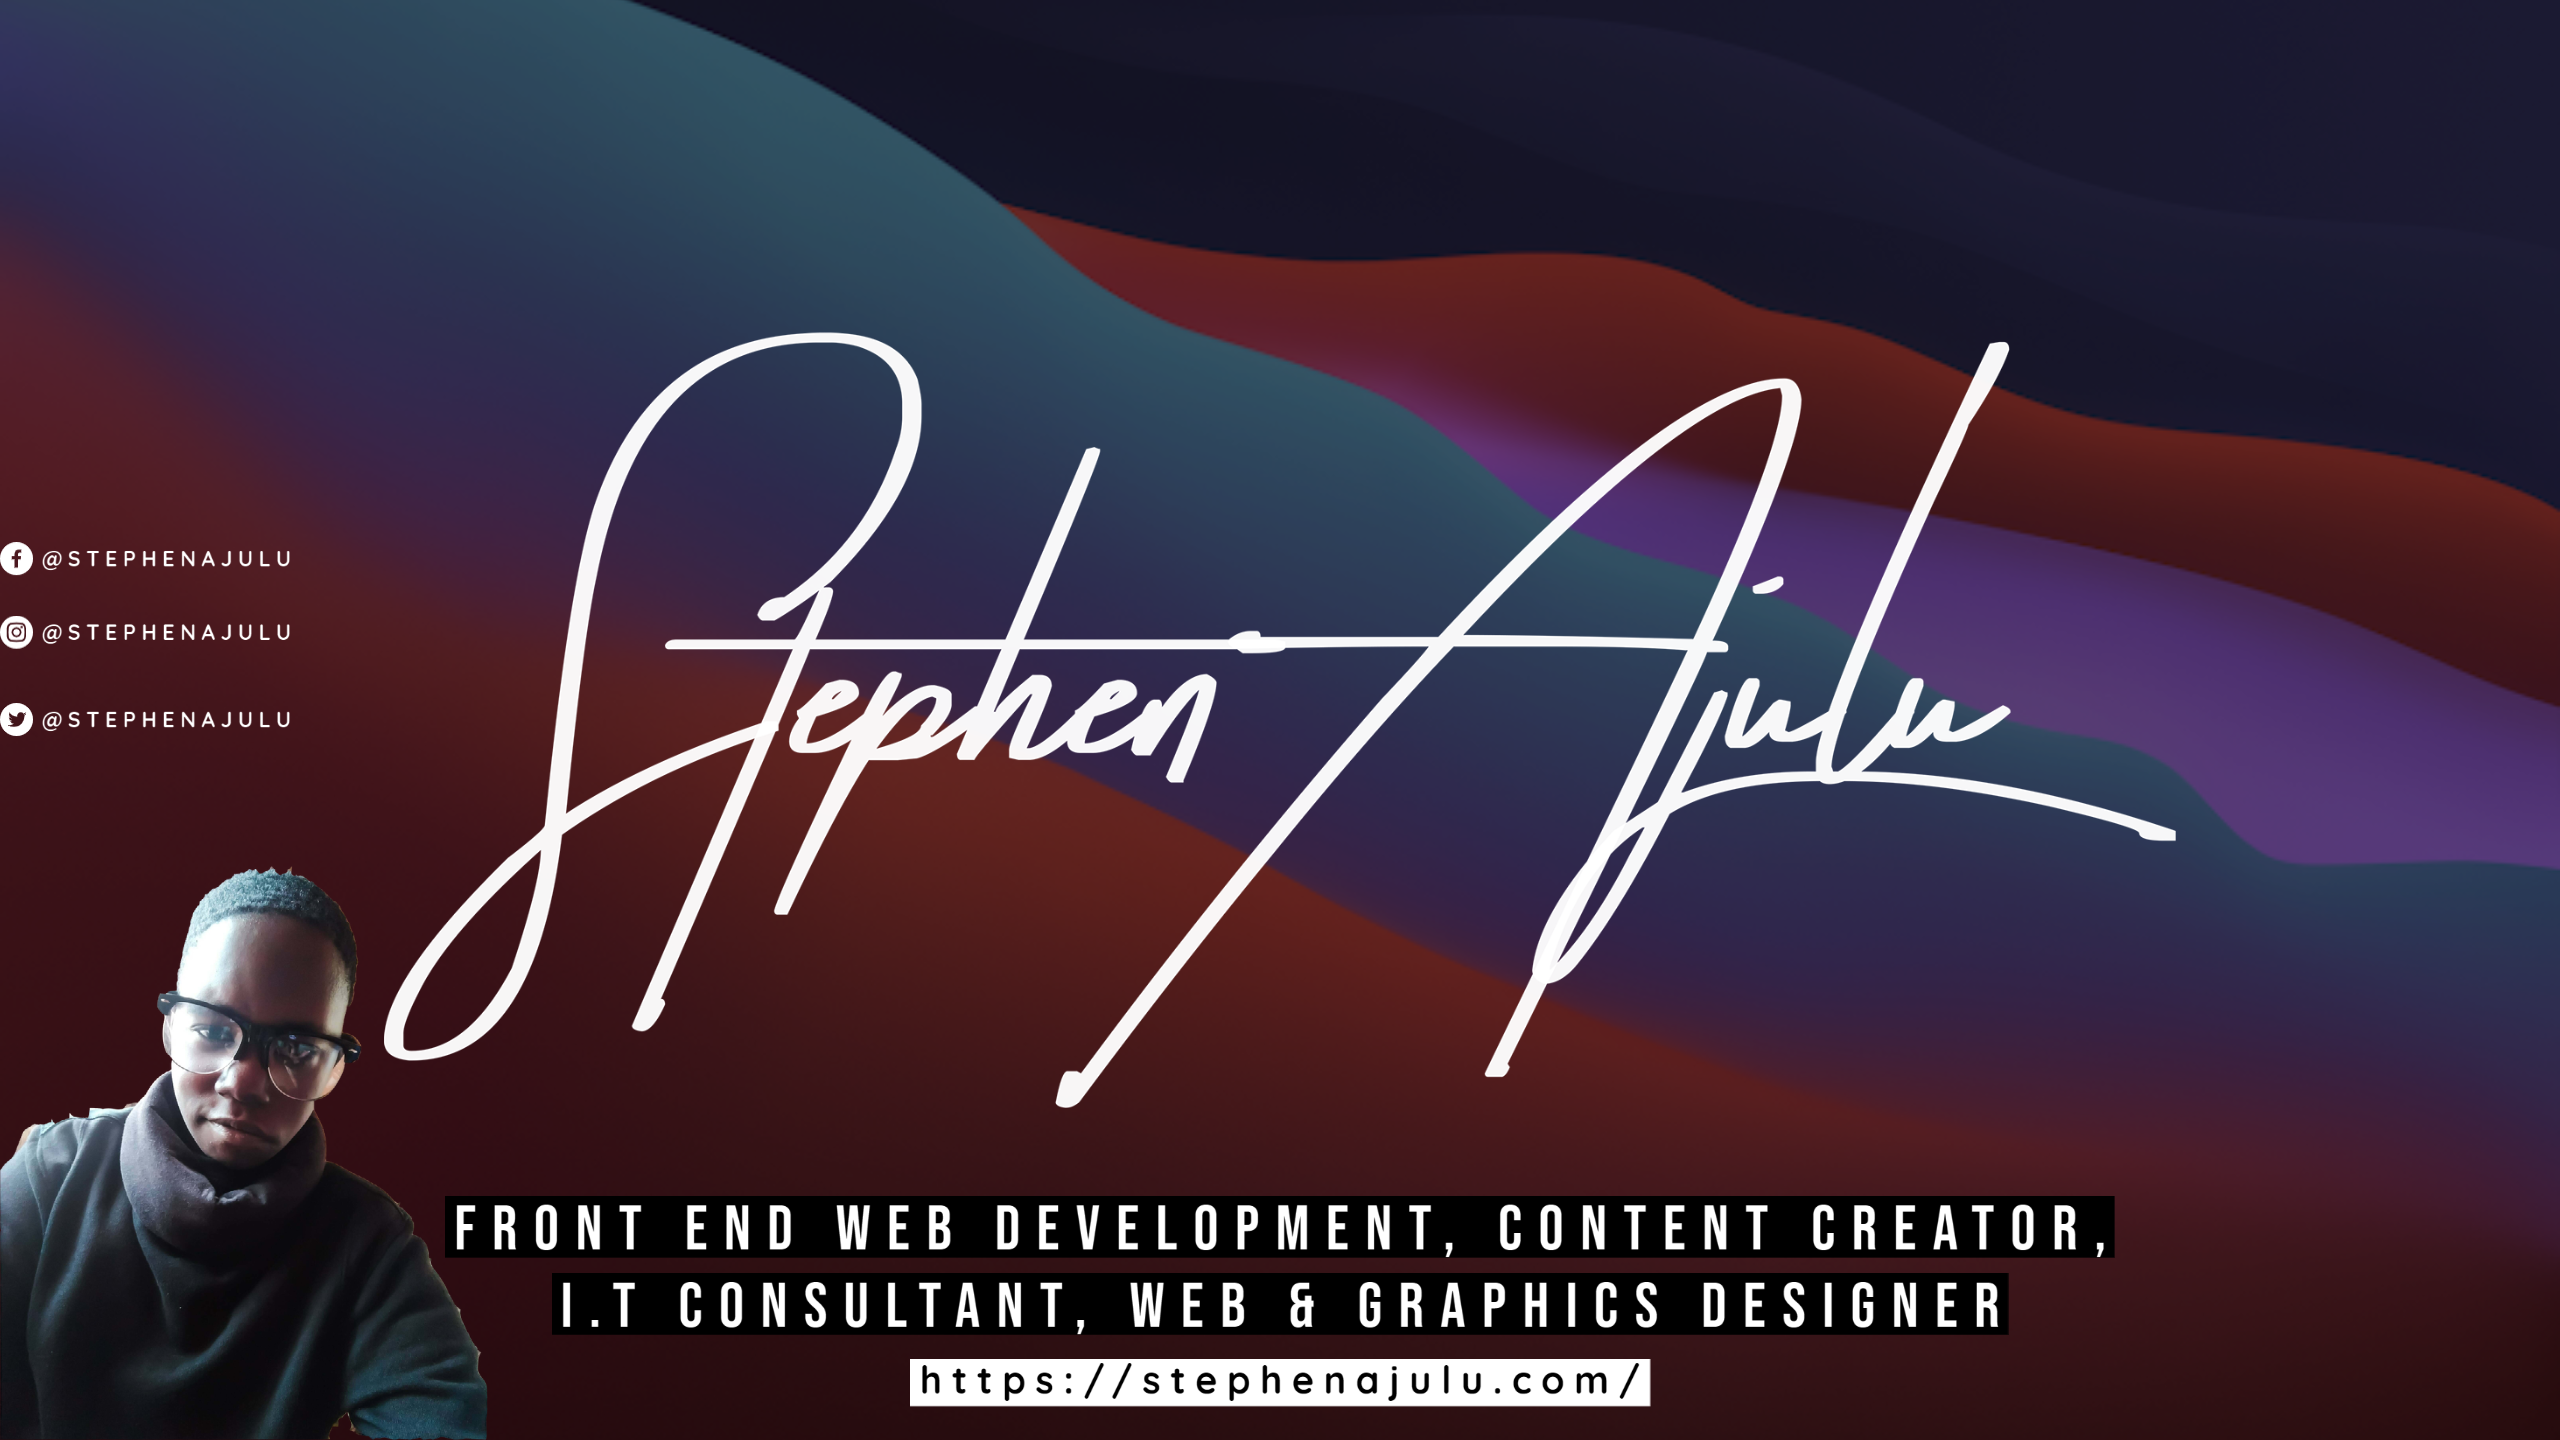 Stephen Ajulu
@STEPHENAJULU
@STEPHENAJULU
@STEPHENAJULU
FRONT END WEB DEVELOPMENT, CONTENT CREATOR,
I.T CONSULTANT, WEB & GRAPHICS DESIGNER
https://stephenajulu.com/